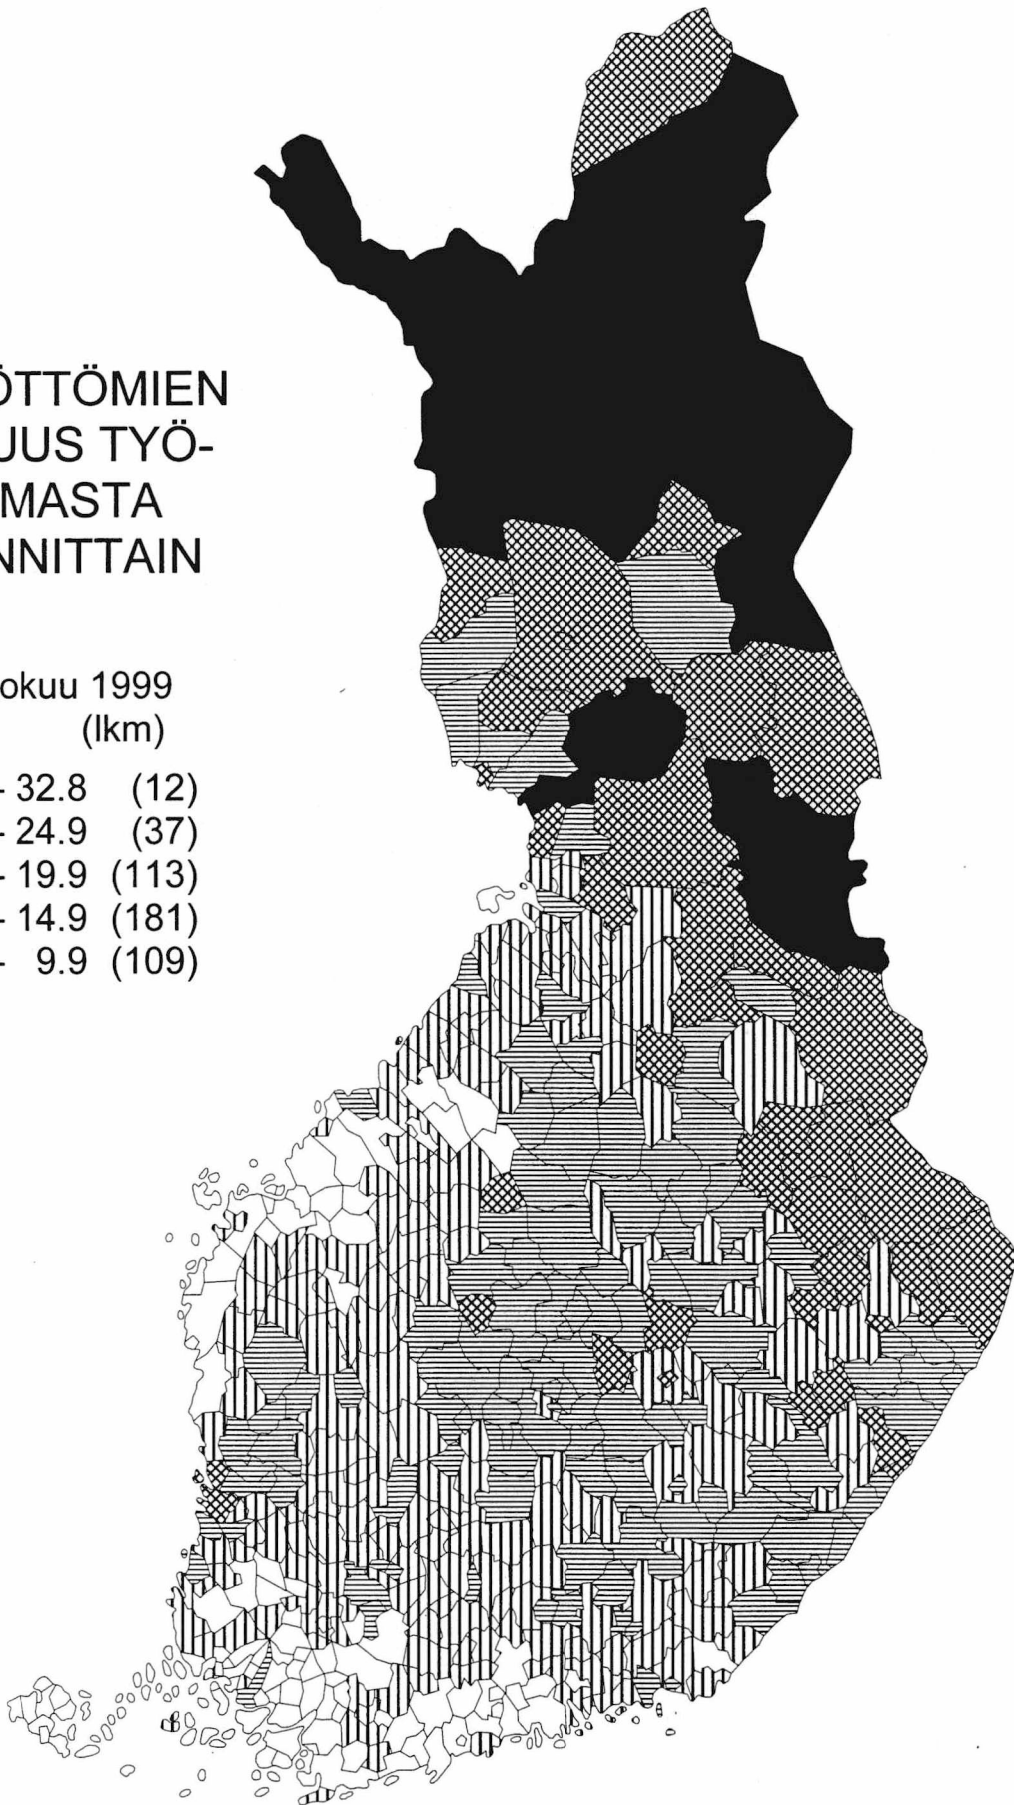 ÖTTÖMIEN
UUS TYÖ-
MASTA
NNITTAIN
okuu 1999
(lkm)
- 32.8 (12)
- 24.9 (37)
- 19.9 (113)
- 14.9 (181)
- 9.9 (109)